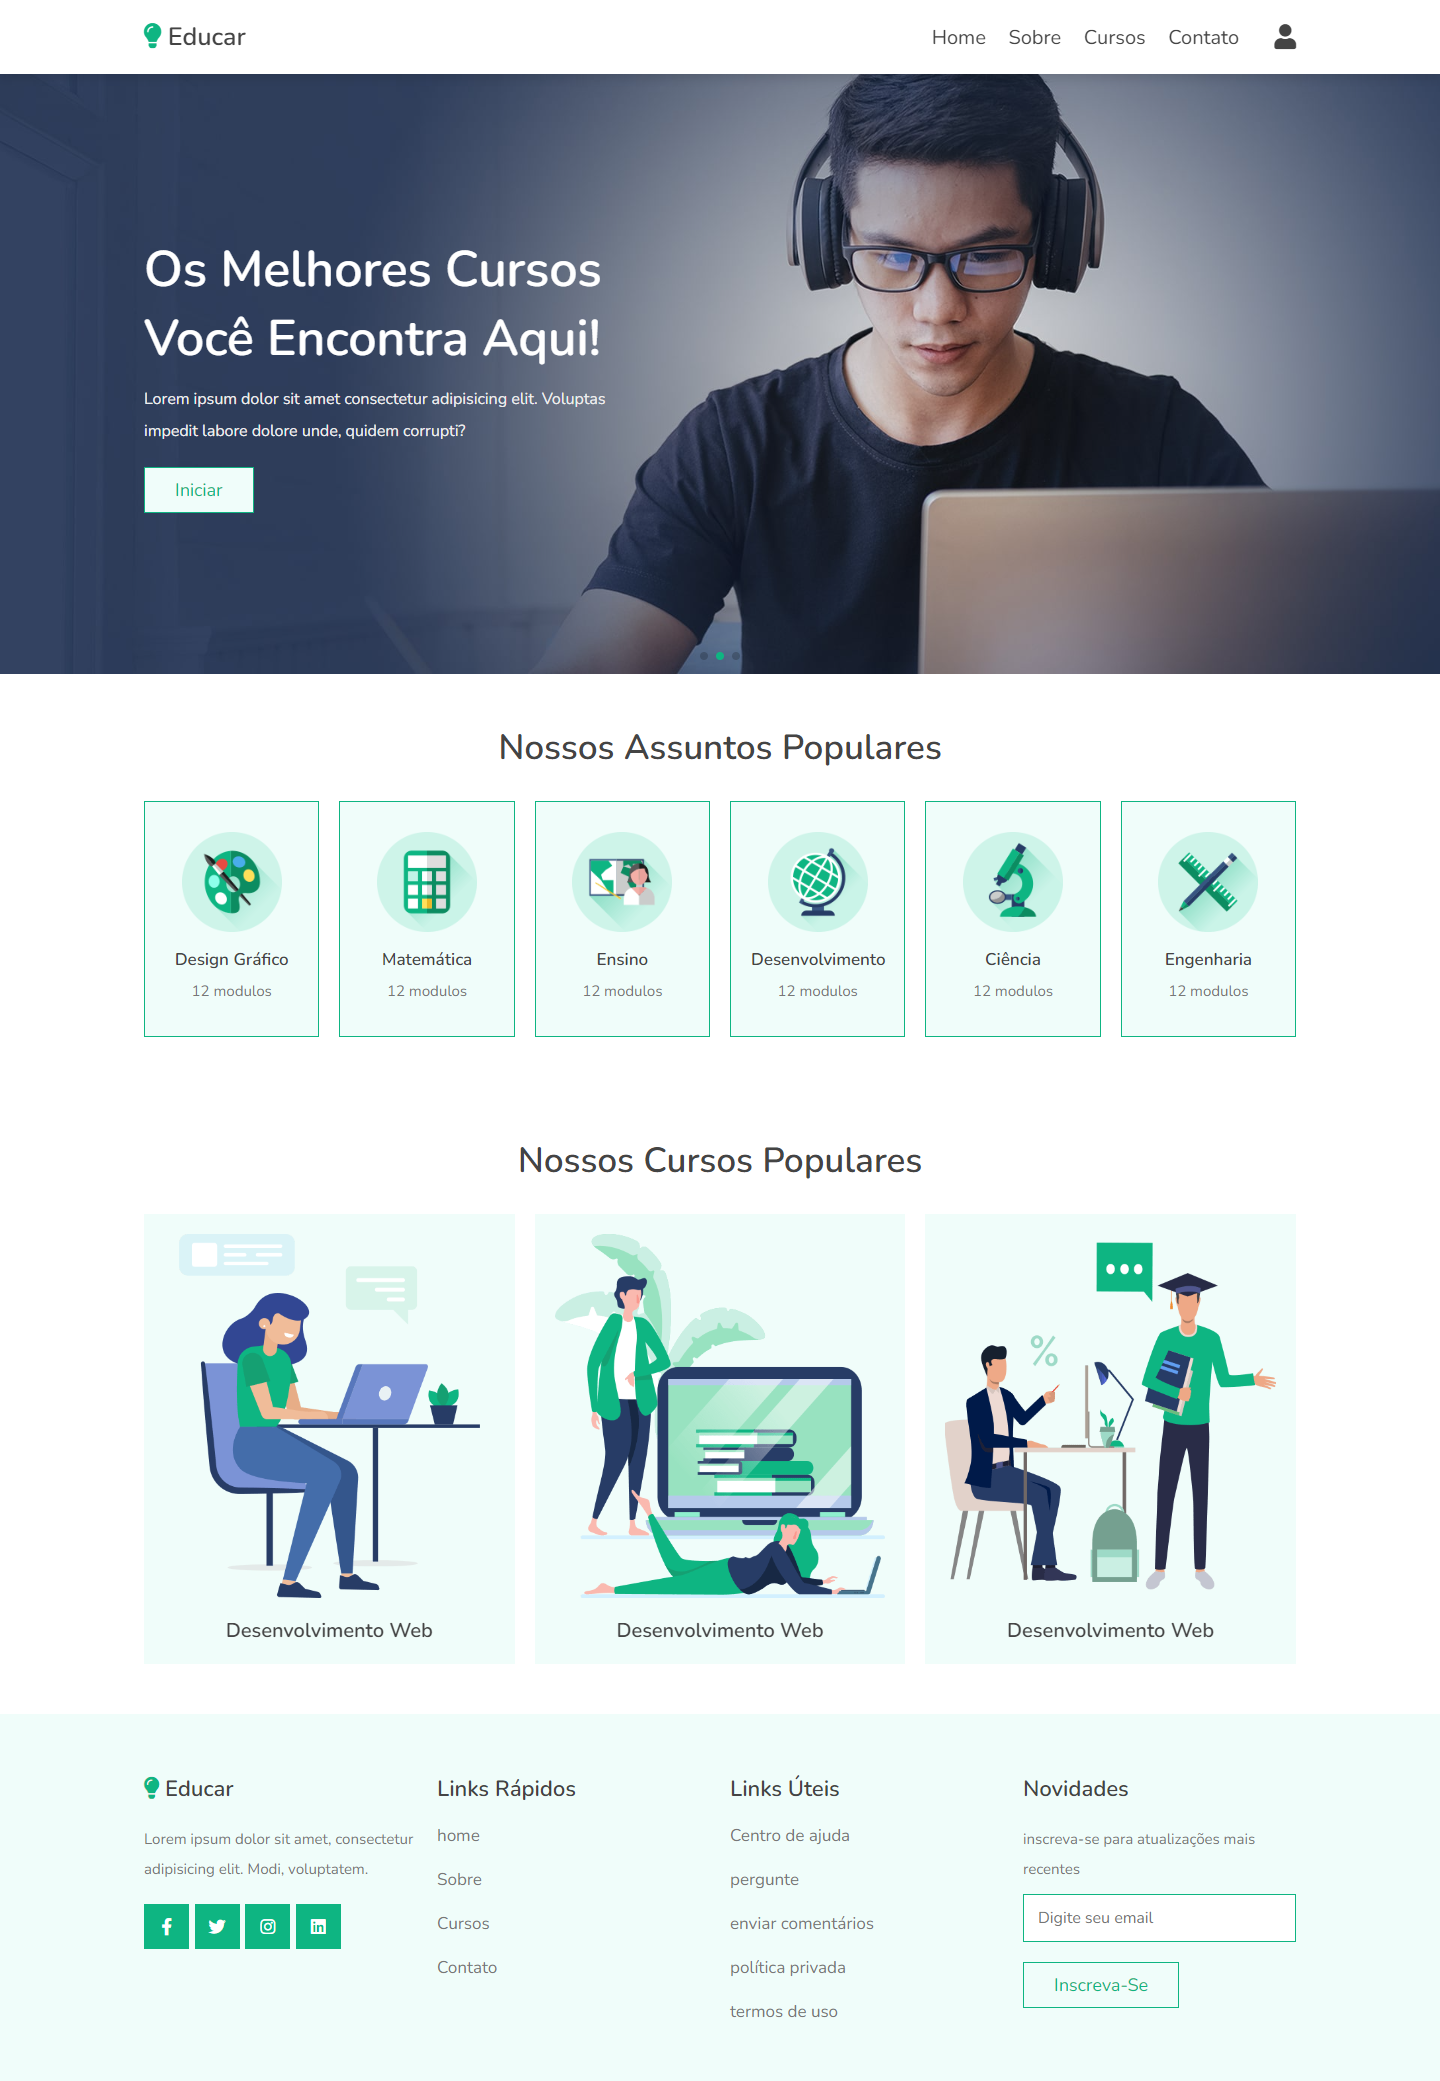 Educar
Home Sobre Cursos Contato
Os Melhores Cursos
Você Encontra Aqui!
Lorem ipsum dolor sit amet consectetur adipisicing elit. Voluptas
impedit labore dolore unde, quidem corrupti?
Iniciar
Nossos Assuntos Populares
Design Gráfico
12 modulos
Matemática
12 modulos
Ensino
12 modulos
Desenvolvimento
12 modulos
Ciência
12 modulos
Engenharia
12 modulos
Nossos Cursos Populares
%
Desenvolvimento Web
Desenvolvimento Web
Desenvolvimento Web
Educar
Lorem ipsum dolor sit amet, consectetur
adipisicing elit. Modi, voluptatem.
Links Rápidos
home
Sobre
Cursos
Contato
Links Úteis
Centro de ajuda
pergunte
enviar comentários
política privada
termos de uso
Novidades
inscreva-se para atualizações mais
recentes
Digite seu email
Inscreva-Se